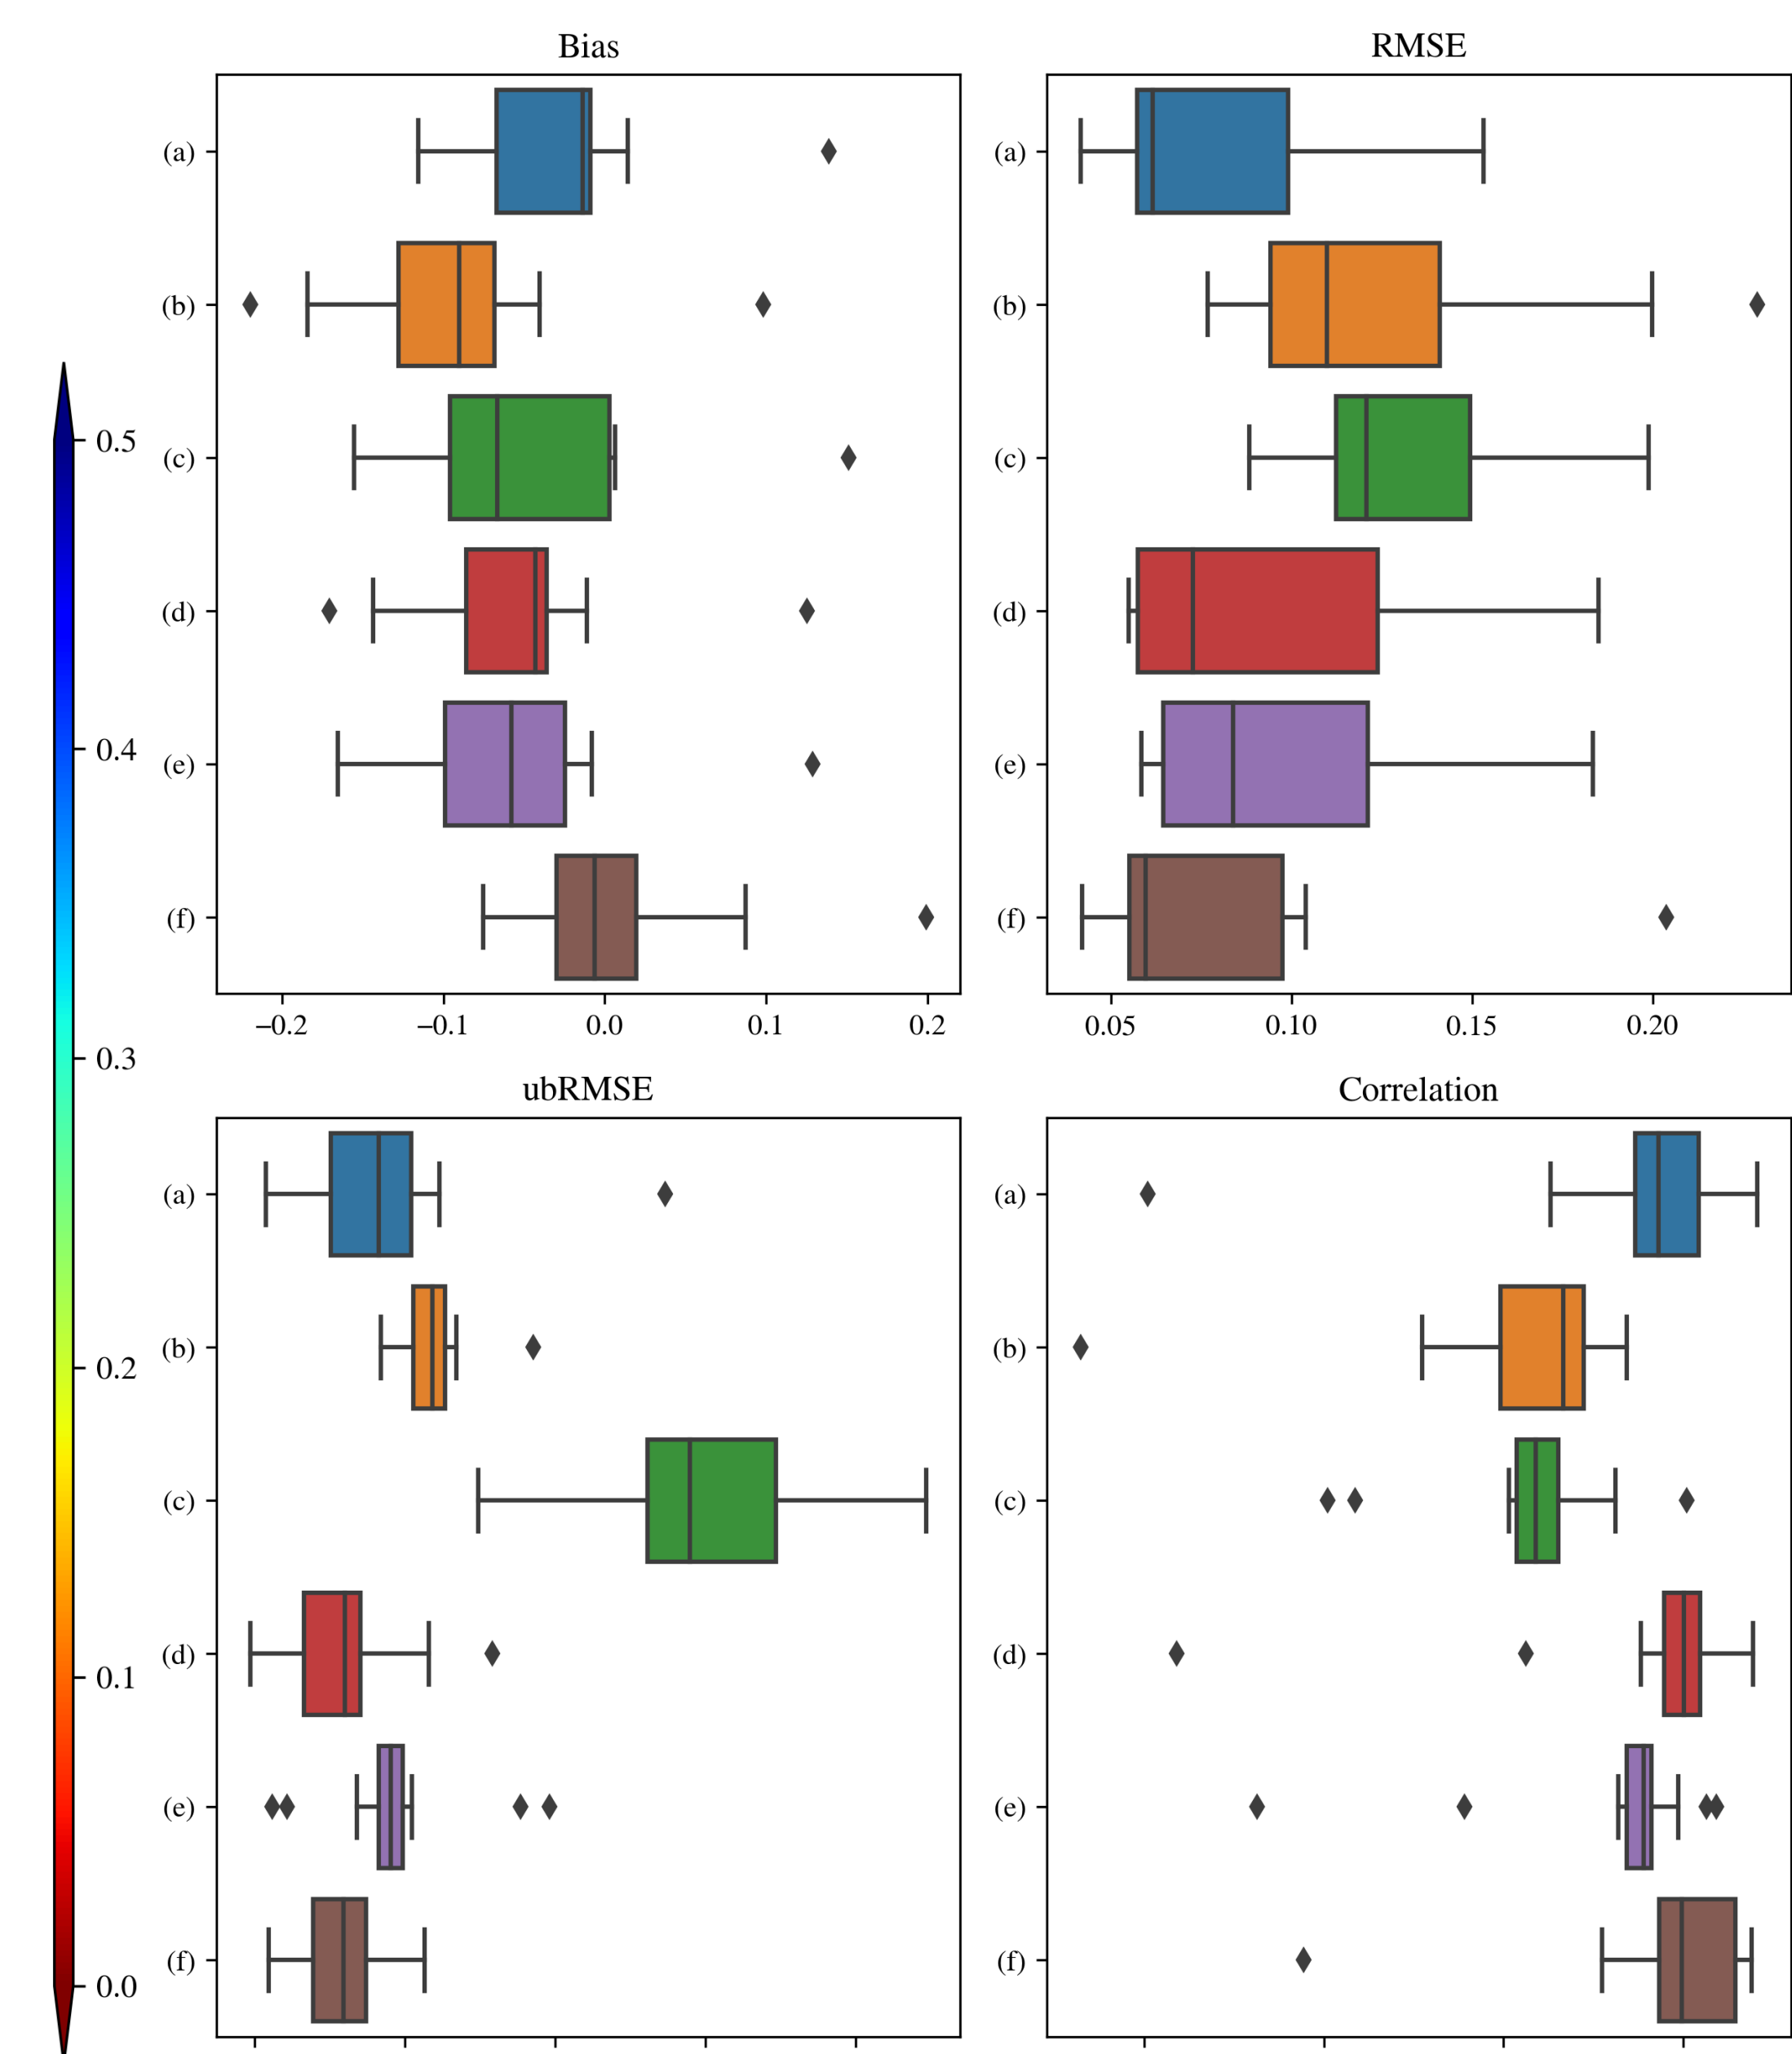 Bias
RMSE
(a)
(b)
(c)
(d)
(e)
(f)
(a)
(b)
(c)
(d)
(e)
(f)
−0.2 −0.1 0.0 0.1 0.2
0.05 0.10 0.15 0.20
0.5
0.4
0.3
0.2
0.1
0.0
ubRMSE
Correlation
(a)
(b)
(c)
(d)
(e)
(f)
(a)
(b)
(c)
(d)
(e)
(f)